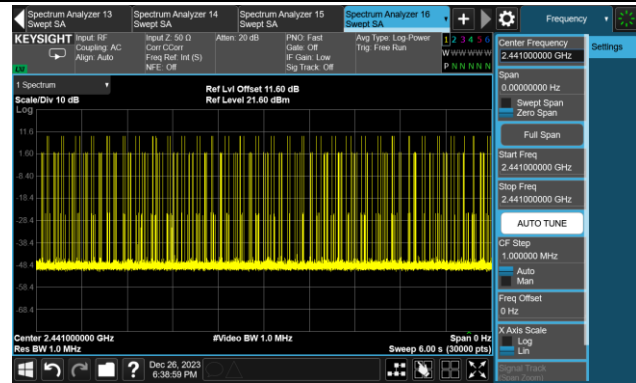 Spectrum Analyzer 13
Swept SA
Spectrum Analyzer 14
Swept SA
Spectrum Analyzer 15
Swept SA
Spectrum Analyzer 16
Swept SA
Frequency
KEYSIGHT
Input: RF
Coupling: AC
Align: Auto
Input Z: 50 Ω
Corr CCorr
Freq Ref: Int (S)
NFE: Off
Atten: 20 dB
PNO: Fast
Gate: Off
IF Gain: Low
Sig Track: Off
Avg Type: Log-Power
Trig: Free Run
1 2 3 4 5 6
W W W W W W
P N N N N N
1 Spectrum
Scale/Div 10 dB
Log
Ref Lvl Offset 11.60 dB
Ref Level 21.60 dBm
11.6
1.60
-8.40
-18.4
-28.4
-38.4
-48.4
-58.4
-68.4
Center 2.441000000 GHz
Res BW 1.0 MHz
#Video BW 1.0 MHz
Span 0 Hz
Sweep 6.00 s (30000 pts)
Dec 26, 2023
6:38:59 PM
Center Frequency
2.441000000 GHz
Settings
Span
0.00000000 Hz
Swept Span
Zero Span
Full Span
Start Freq
2.441000000 GHz
Stop Freq
2.441000000 GHz
AUTO TUNE
CF Step
1.000000 MHz
Auto
Man
Freq Offset
0 Hz
X Axis Scale
Log
Lin
Signal Track
(Span Zoom)